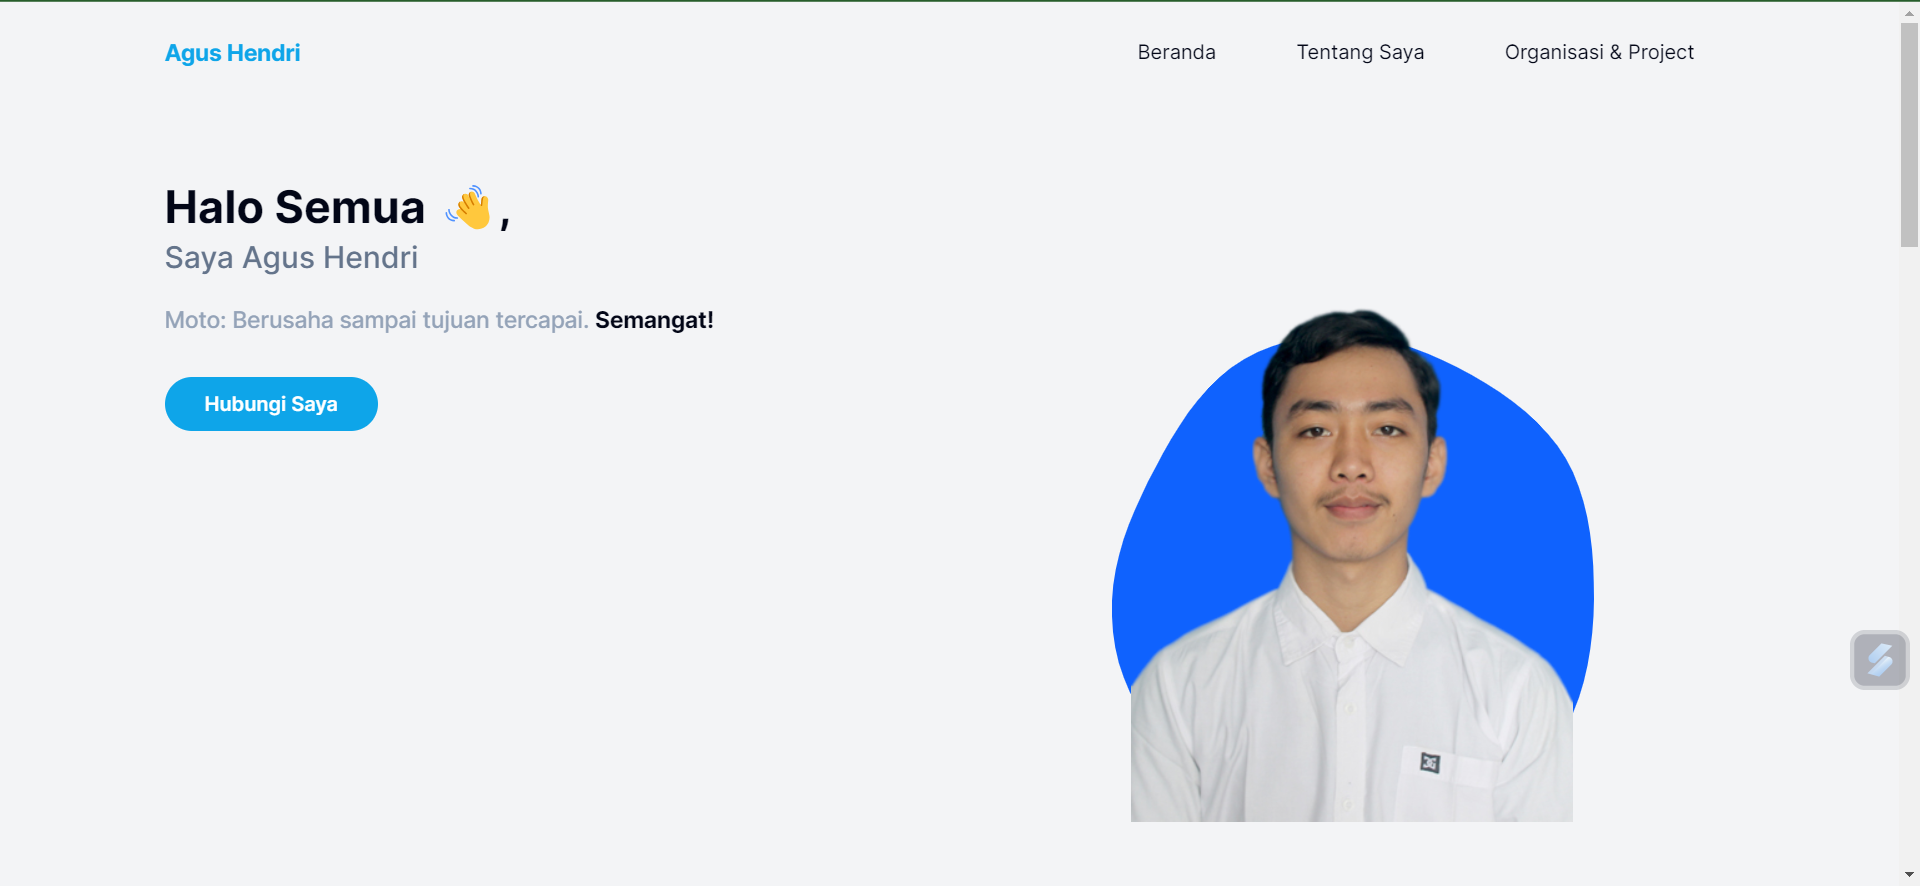 Agus Hendri
Beranda Tentang Saya Organisasi & Project
Halo Semua 👋,
Saya Agus Hendri
Moto: Berusaha sampai tujuan tercapai. Semangat!
Hubungi Saya